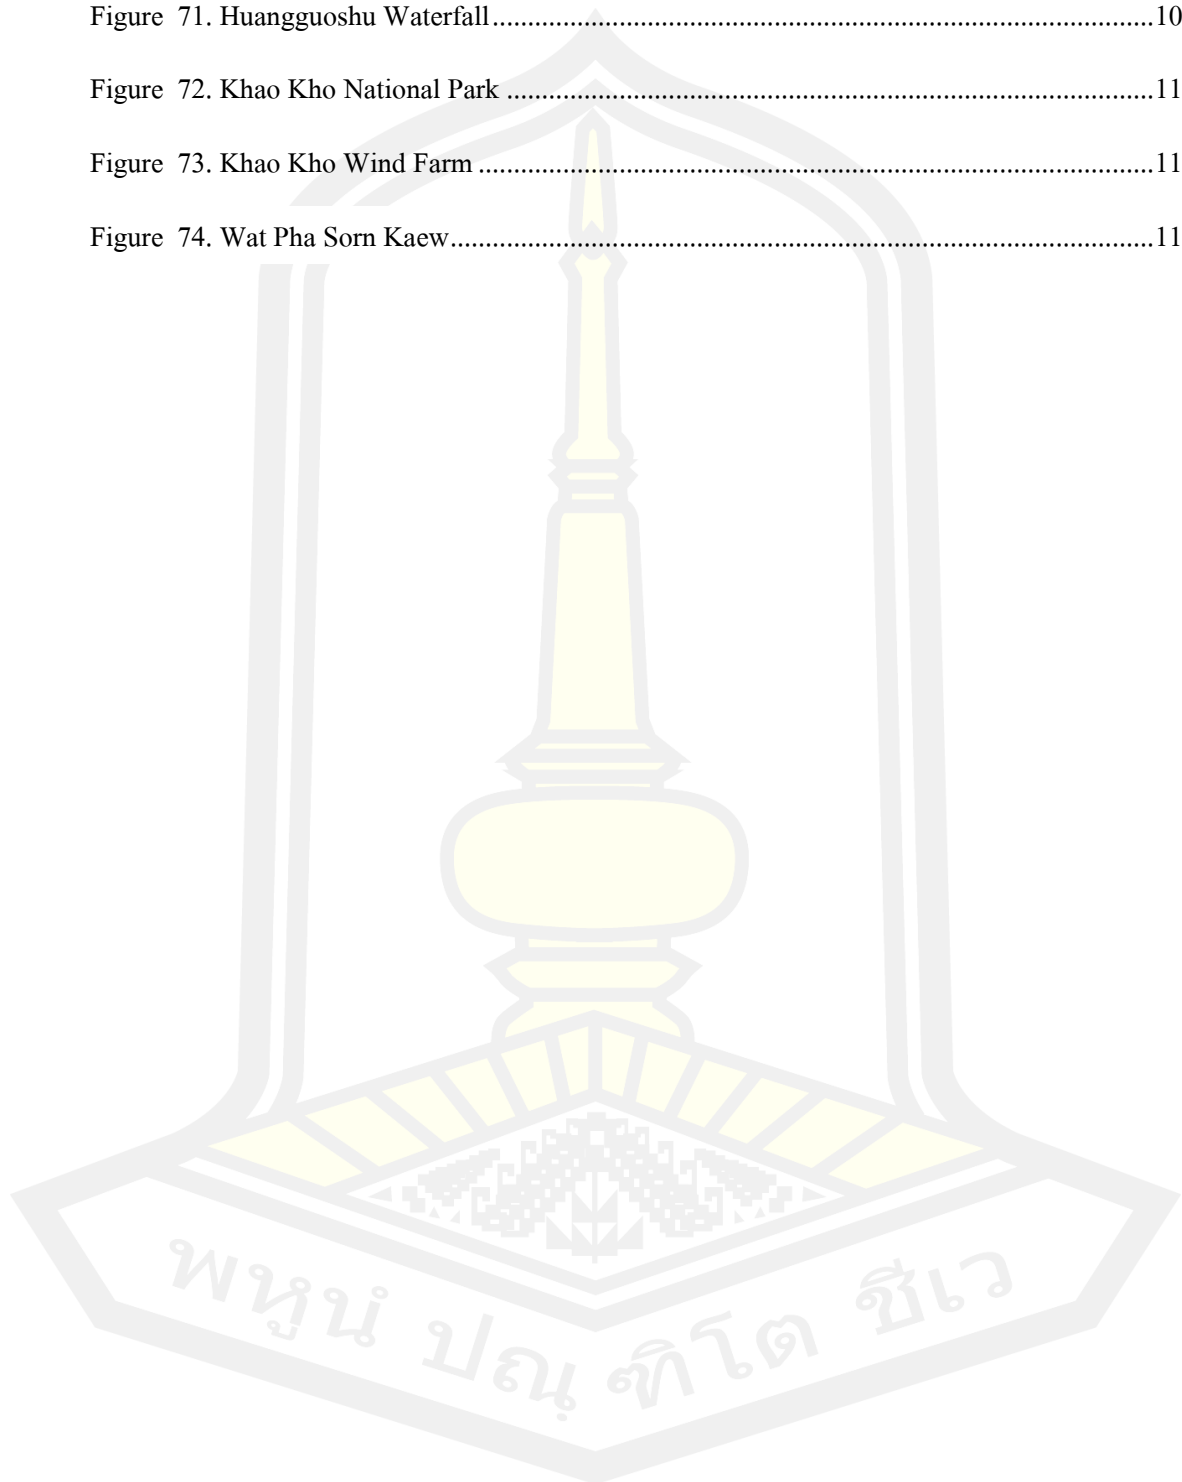 Figure 71. Huangguoshu Waterfall....................................................................................................10
Figure 72. Khao Kho National Park ..................................................................................................11
Figure 73. Khao Kho Wind Farm ......................................................................................................11
Figure 74. Wat Pha Sorn Kaew..........................................................................................................11
พหูนํ ปณฺฑิโต ชีเว